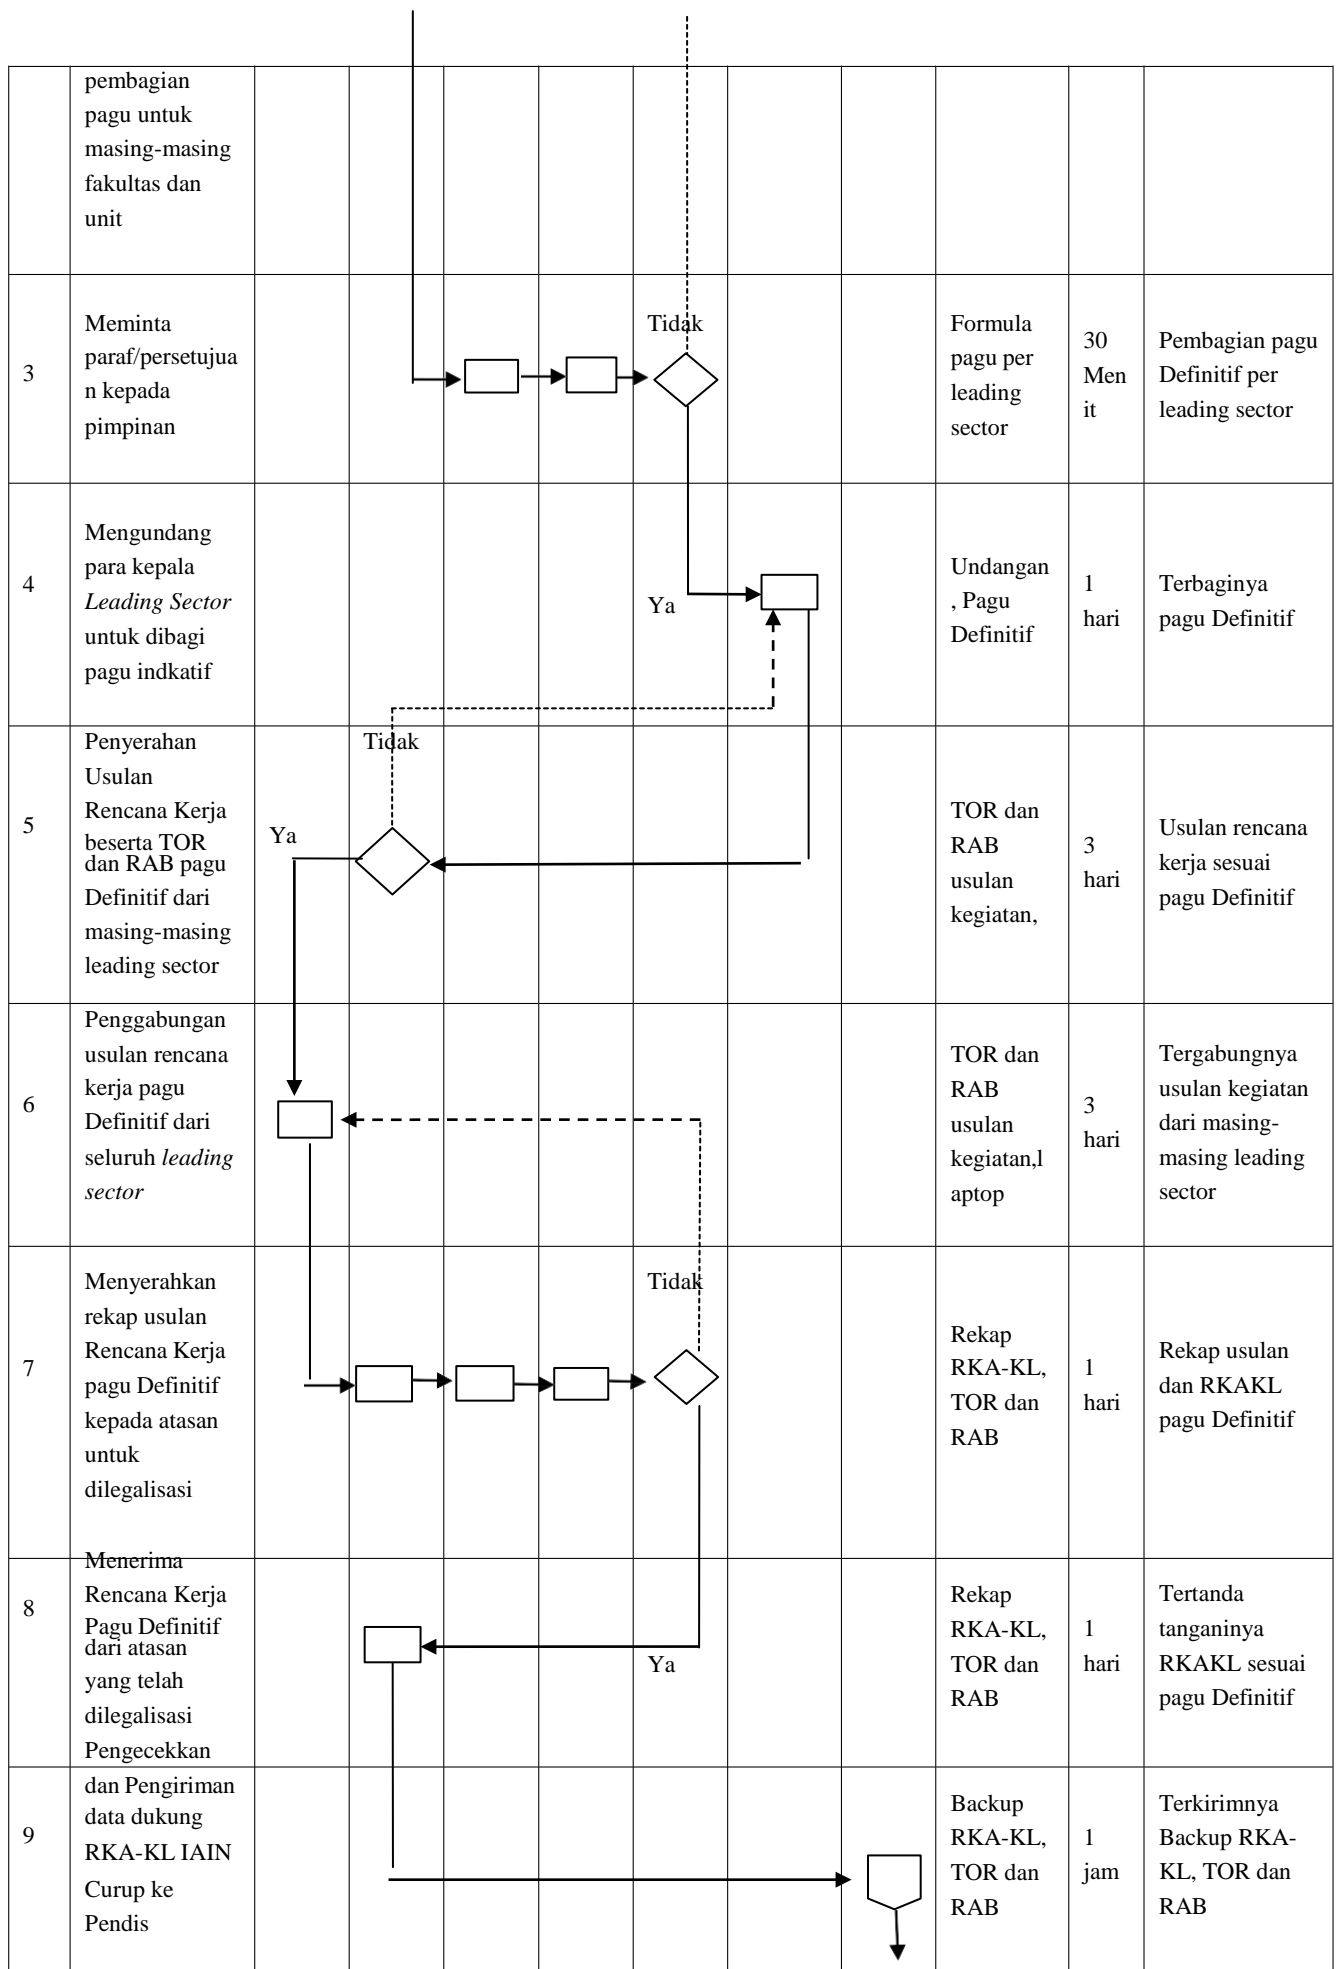 pembagian
pagu untuk
masing-masing
fakultas dan
unit
3
Meminta
paraf/persetujua
n kepada
pimpinan
Tidak
Formula
pagu per
leading
sector
30
Men
it
Pembagian pagu
Definitif per
leading sector
4
Mengundang
para kepala
Leading Sector
untuk dibagi
pagu indkatif
Ya
Undangan
, Pagu
Definitif
1
hari
Terbaginya
pagu Definitif
5
Penyerahan
Usulan
Rencana Kerja
beserta TOR
dan RAB pagu
Definitif dari
masing-masing
leading sector
Ya
Tidak
TOR dan
RAB
usulan
kegiatan,
3
hari
Usulan rencana
kerja sesuai
pagu Definitif
6
Penggabungan
usulan rencana
kerja pagu
Definitif dari
seluruh leading
sector
TOR dan
RAB
usulan
kegiatan,l
aptop
3
hari
Tergabungnya
usulan kegiatan
dari masing-
masing leading
sector
7
Menyerahkan
rekap usulan
Rencana Kerja
pagu Definitif
kepada atasan
untuk
dilegalisasi
Tidak
Rekap
RKA-KL,
TOR dan
RAB
1
hari
Rekap usulan
dan RKAKL
pagu Definitif
8
Menerima
Rencana Kerja
Pagu Definitif
dari atasan
yang telah
dilegalisasi
Ya
Rekap
RKA-KL,
TOR dan
RAB
1
hari
Tertanda
tanganinya
RKAKL sesuai
pagu Definitif
9
Pengecekkan
dan Pengiriman
data dukung
RKA-KL IAIN
Curup ke
Pendis
Backup
RKA-KL,
TOR dan
RAB
1
jam
Terkirimnya
Backup RKA-
KL, TOR dan
RAB